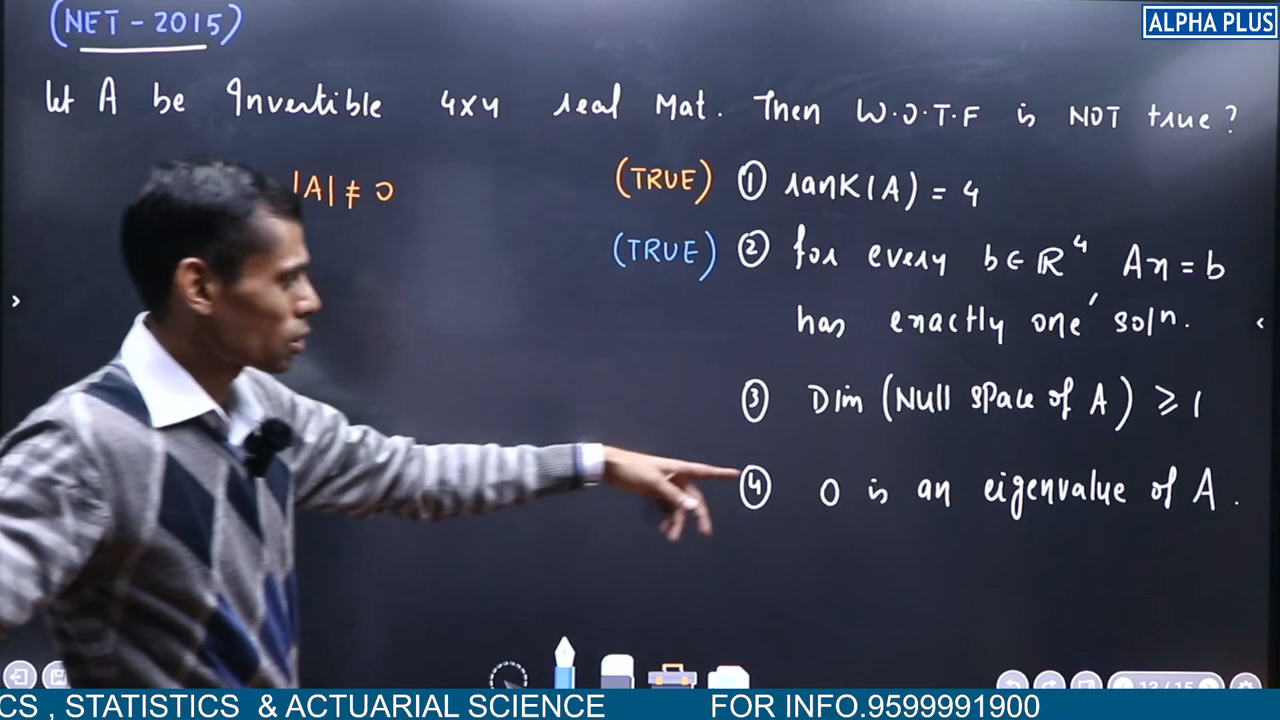 (NET - 2015)
ALPHA PLUS
let A be Invertible 4x4 real Mat. Then W.O.T.F is NOT true?
|A| ≠ 0
(TRUE) ① rank(A) = 4
(TRUE) ② for every b ∈ ℝ⁴ Ax = b
has exactly one solⁿ.
③ Dim (Null space of A) ⩾ 1
④ 0 is an eigenvalue of A.
13/15
CS , STATISTICS & ACTUARIAL SCIENCE FOR INFO.9599991900